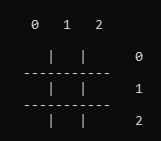 0 1 2
| | 0
-----------
| | 1
-----------
| | 2